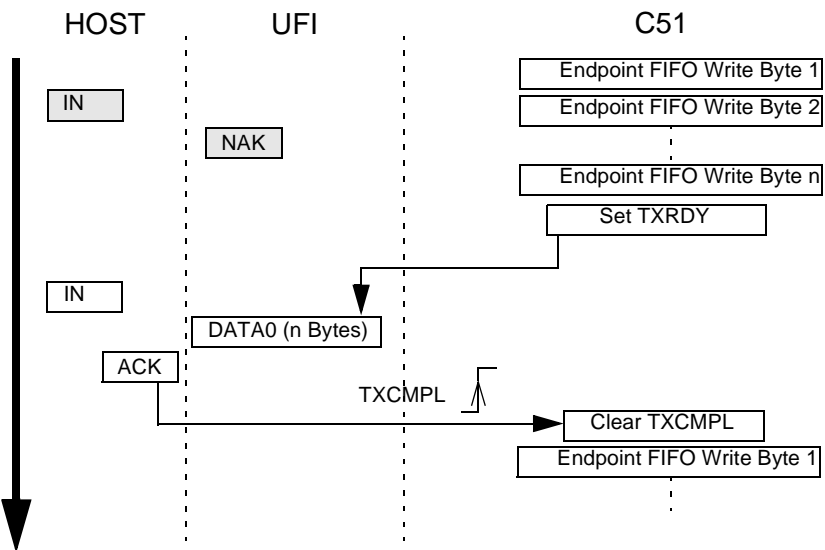 HOST
UFI
C51
Endpoint FIFO Write Byte 1
IN
Endpoint FIFO Write Byte 2
NAK
Endpoint FIFO Write Byte n
Set TXRDY
IN
DATA0 (n Bytes)
ACK
TXCMPL
Clear TXCMPL
Endpoint FIFO Write Byte 1